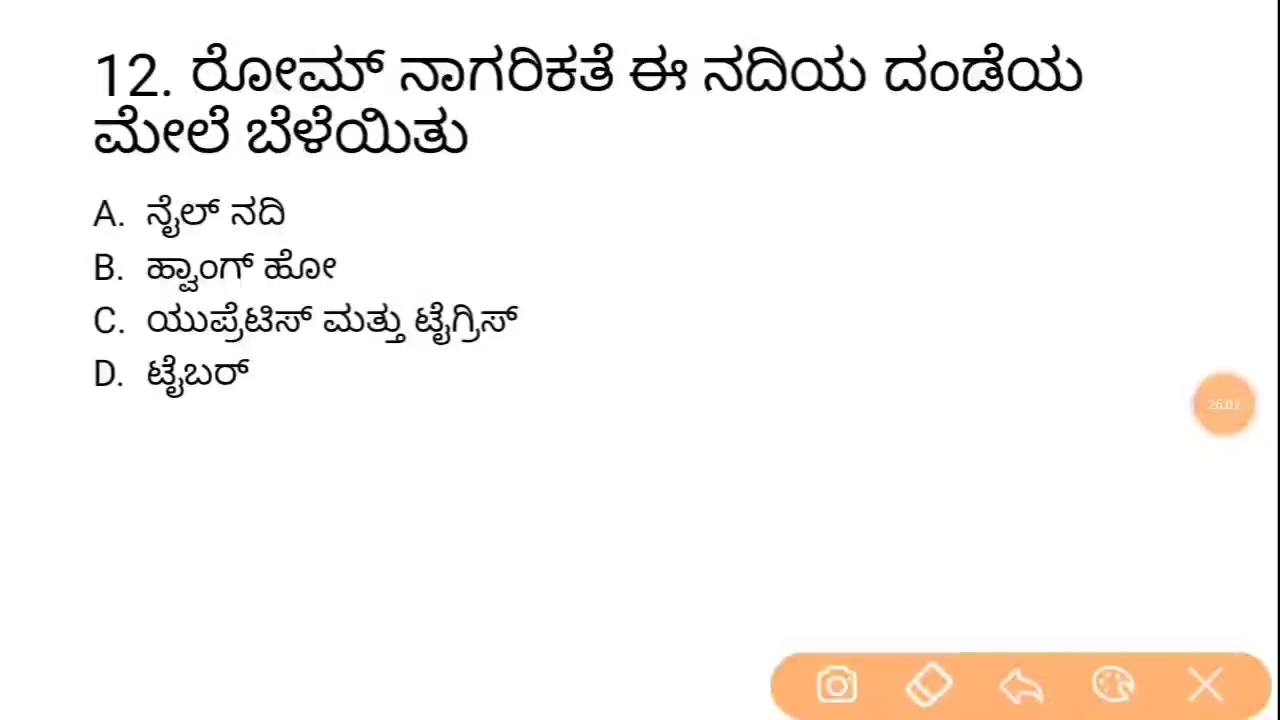 12. ರೋಮ್ ನಾಗರಿಕತೆ ಈ ನದಿಯ ದಂಡೆಯ
ಮೇಲೆ ಬೆಳೆಯಿತು
A. ನೈಲ್ ನದಿ
B. ಹ್ವಾಂಗ್ ಹೋ
C. ಯುಪ್ರೆಟಿಸ್ ಮತ್ತು ಟೈಗ್ರಿಸ್
D. ಟೈಬರ್